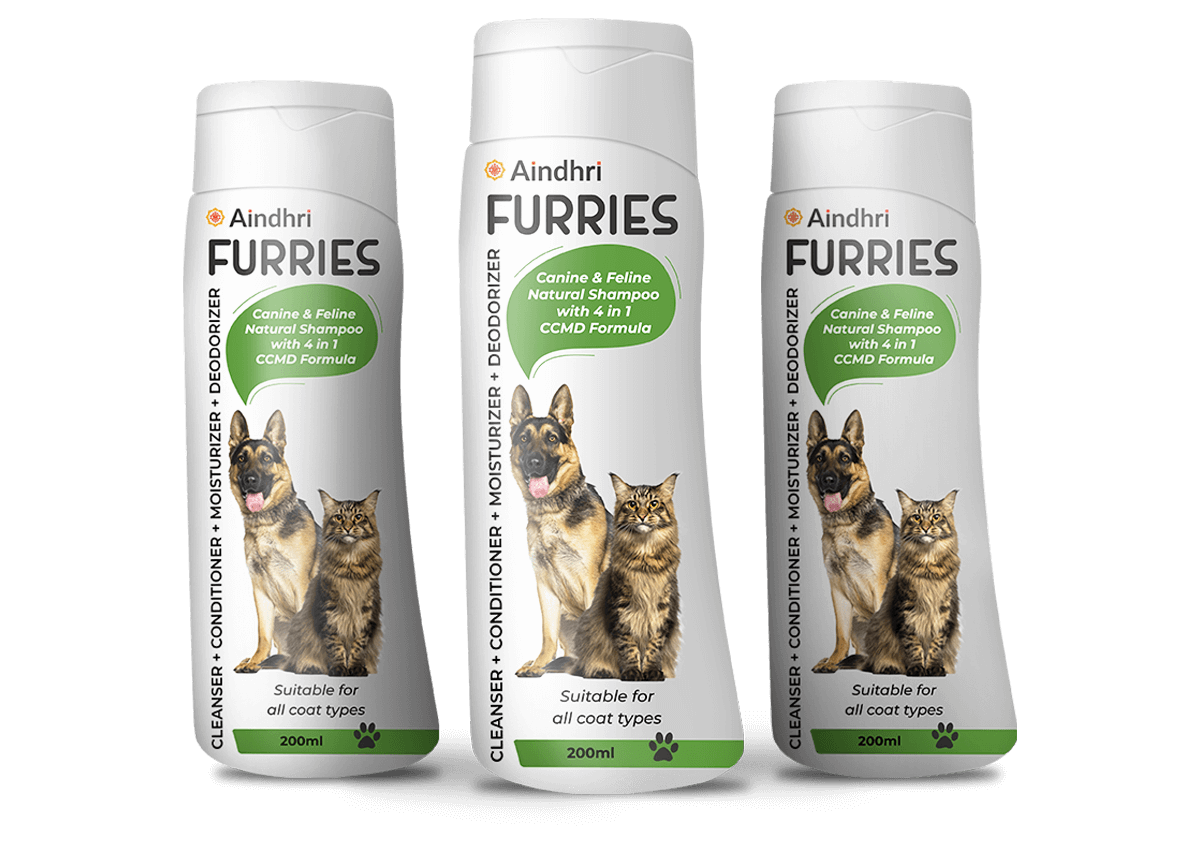 Aindhri
FURRIES
Canine & Feline
Natural Shampoo
with 4 in 1
CCMD Formula
CLEANSER + CONDITIONER + MOISTURIZER + DEODORIZER
Suitable for
all coat types
200ml
Aindhri
FURRIES
Canine & Feline
Natural Shampoo
with 4 in 1
CCMD Formula
CLEANSER + CONDITIONER + MOISTURIZER + DEODORIZER
Suitable for
all coat types
200ml
Aindhri
FURRIES
Canine & Feline
Natural Shampoo
with 4 in 1
CCMD Formula
CLEANSER + CONDITIONER + MOISTURIZER + DEODORIZER
Suitable for
all coat types
200ml